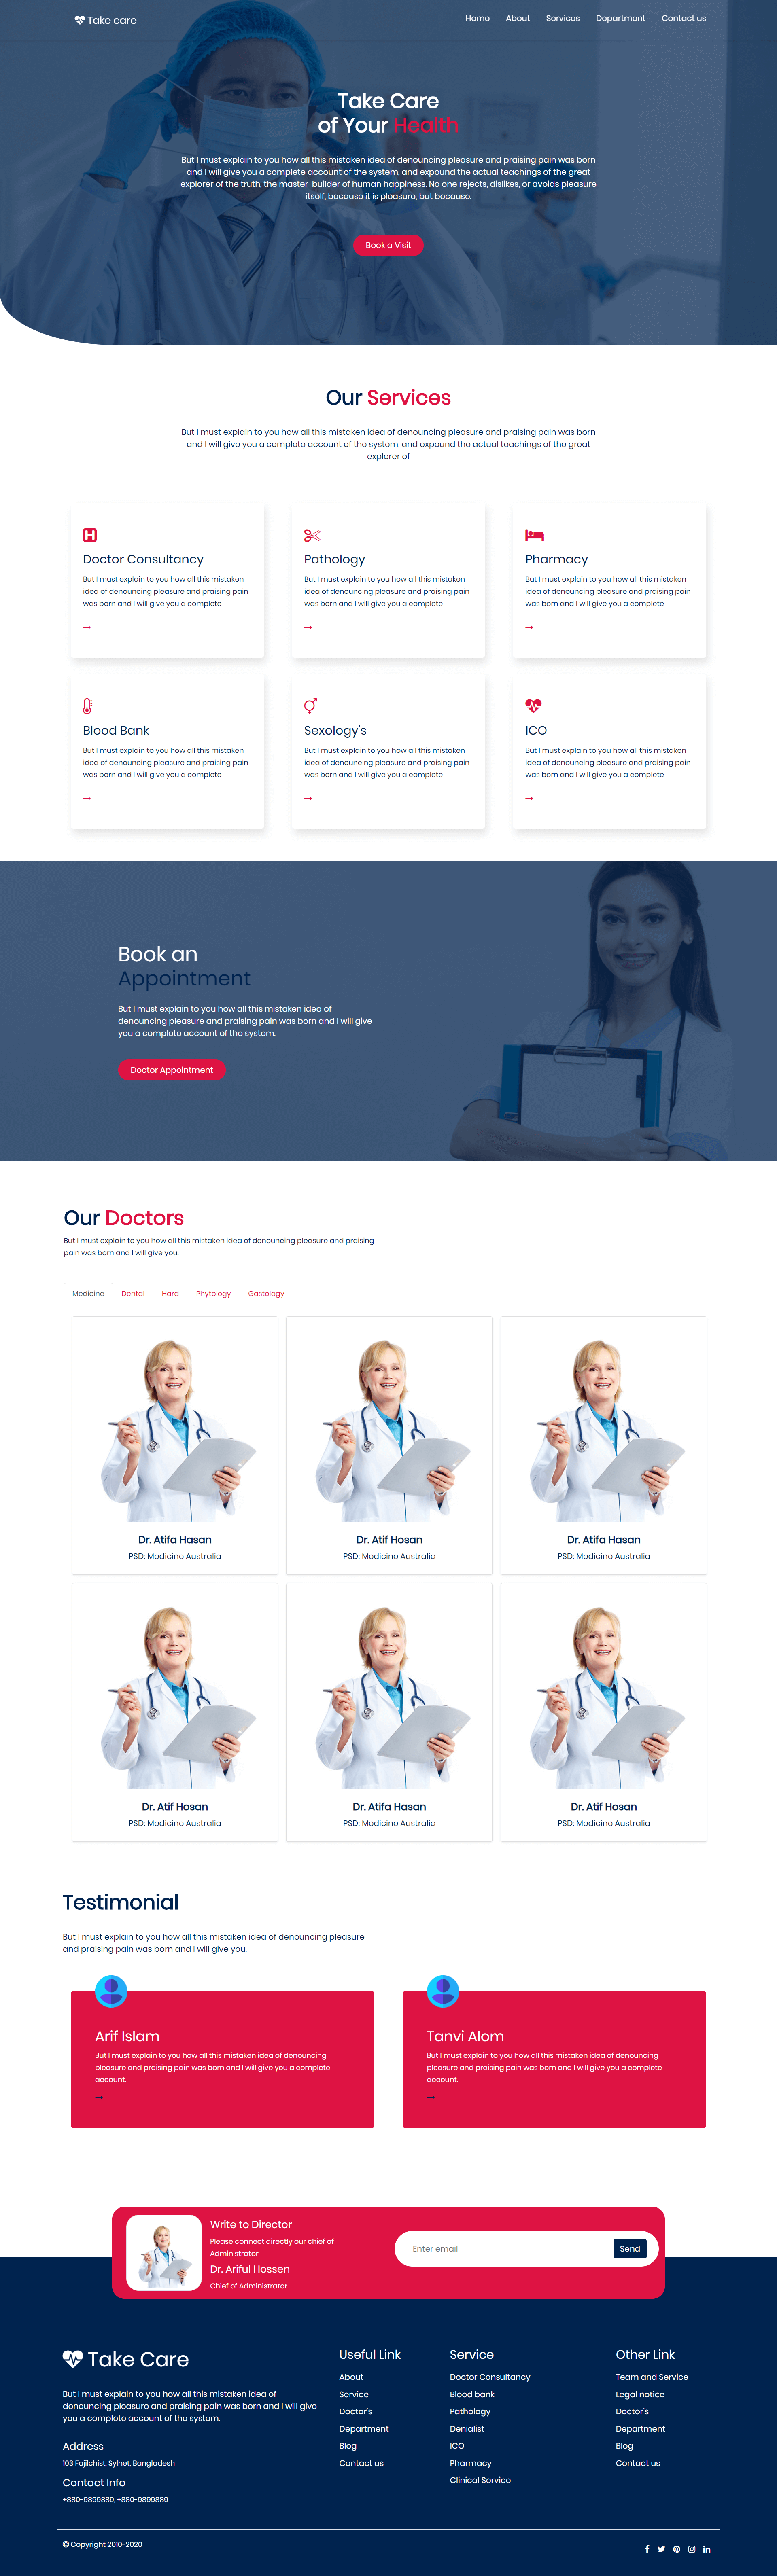 Take care
Home About Services Department Contact us
Take Care
of Your Health
But I must explain to you how all this mistaken idea of denouncing pleasure and praising pain was born
and I will give you a complete account of the system, and expound the actual teachings of the great
explorer of the truth, the master-builder of human happiness. No one rejects, dislikes, or avoids pleasure
itself, because it is pleasure, but because.
Book a Visit
Our Services
But I must explain to you how all this mistaken idea of denouncing pleasure and praising pain was born
and I will give you a complete account of the system, and expound the actual teachings of the great
explorer of
Doctor Consultancy
But I must explain to you how all this mistaken
idea of denouncing pleasure and praising pain
was born and I will give you a complete
Pathology
But I must explain to you how all this mistaken
idea of denouncing pleasure and praising pain
was born and I will give you a complete
Pharmacy
But I must explain to you how all this mistaken
idea of denouncing pleasure and praising pain
was born and I will give you a complete
Blood Bank
But I must explain to you how all this mistaken
idea of denouncing pleasure and praising pain
was born and I will give you a complete
Sexology's
But I must explain to you how all this mistaken
idea of denouncing pleasure and praising pain
was born and I will give you a complete
ICO
But I must explain to you how all this mistaken
idea of denouncing pleasure and praising pain
was born and I will give you a complete
Book an
Appointment
But I must explain to you how all this mistaken idea of
denouncing pleasure and praising pain was born and I will give
you a complete account of the system.
Doctor Appointment
Our Doctors
But I must explain to you how all this mistaken idea of denouncing pleasure and praising
pain was born and I will give you.
Medicine Dental Hard Phytology Gastology
Dr. Atifa Hasan
PSD: Medicine Australia
Dr. Atif Hosan
PSD: Medicine Australia
Dr. Atifa Hasan
PSD: Medicine Australia
Dr. Atif Hosan
PSD: Medicine Australia
Dr. Atifa Hasan
PSD: Medicine Australia
Dr. Atif Hosan
PSD: Medicine Australia
Testimonial
But I must explain to you how all this mistaken idea of denouncing pleasure
and praising pain was born and I will give you.
Arif Islam
But I must explain to you how all this mistaken idea of denouncing
pleasure and praising pain was born and I will give you a complete
account.
Tanvi Alom
But I must explain to you how all this mistaken idea of denouncing
pleasure and praising pain was born and I will give you a complete
account.
Write to Director
Please connect directly our chief of
Administrator
Dr. Ariful Hossen
Chief of Administrator
Enter email
Send
Take Care
But I must explain to you how all this mistaken idea of
denouncing pleasure and praising pain was born and I will give
you a complete account of the system.
Address
103 Fajilchist, Sylhet, Bangladesh
Contact Info
+880-9899889, +880-9899889
Useful Link
About
Service
Doctor's
Department
Blog
Contact us
Service
Doctor Consultancy
Blood bank
Pathology
Denialist
ICO
Pharmacy
Clinical Service
Other Link
Team and Service
Legal notice
Doctor's
Department
Blog
Contact us
© Copyright 2010-2020